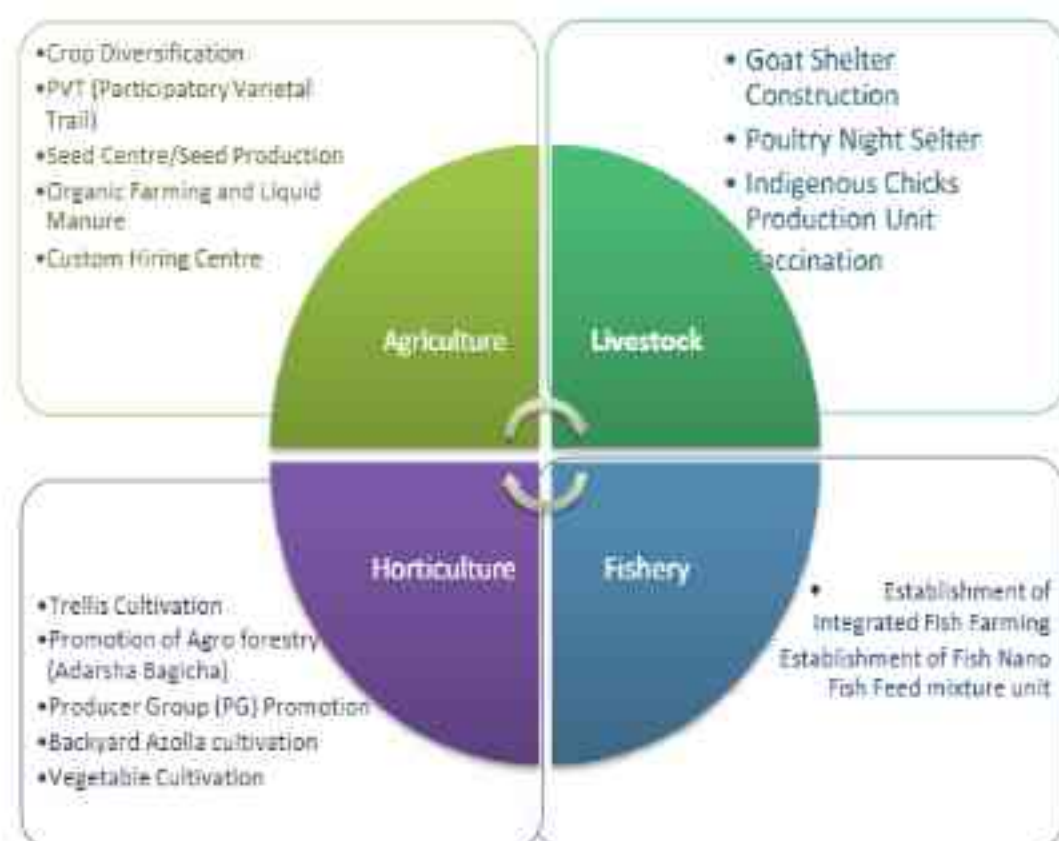 •Crop Diversification
•PVT (Participatory Varietal
Trail)
•Seed Centre/Seed Production
•Organic Farming and Liquid
Manure
•Custom Hiring Centre
• Goat Shelter
Construction
• Poultry Night Selter
• Indigenous Chicks
Production Unit
accination
Agriculture
Livestock
Horticulture
Fishery
•Trellis Cultivation
•Promotion of Agro forestry
(Adarsha Bagicha)
•Producer Group (PG) Promotion
•Backyard Azolla cultivation
•Vegetable Cultivation
• Establishment of
Integrated Fish Farming
Establishment of Fish Nano
Fish Feed mixture unit